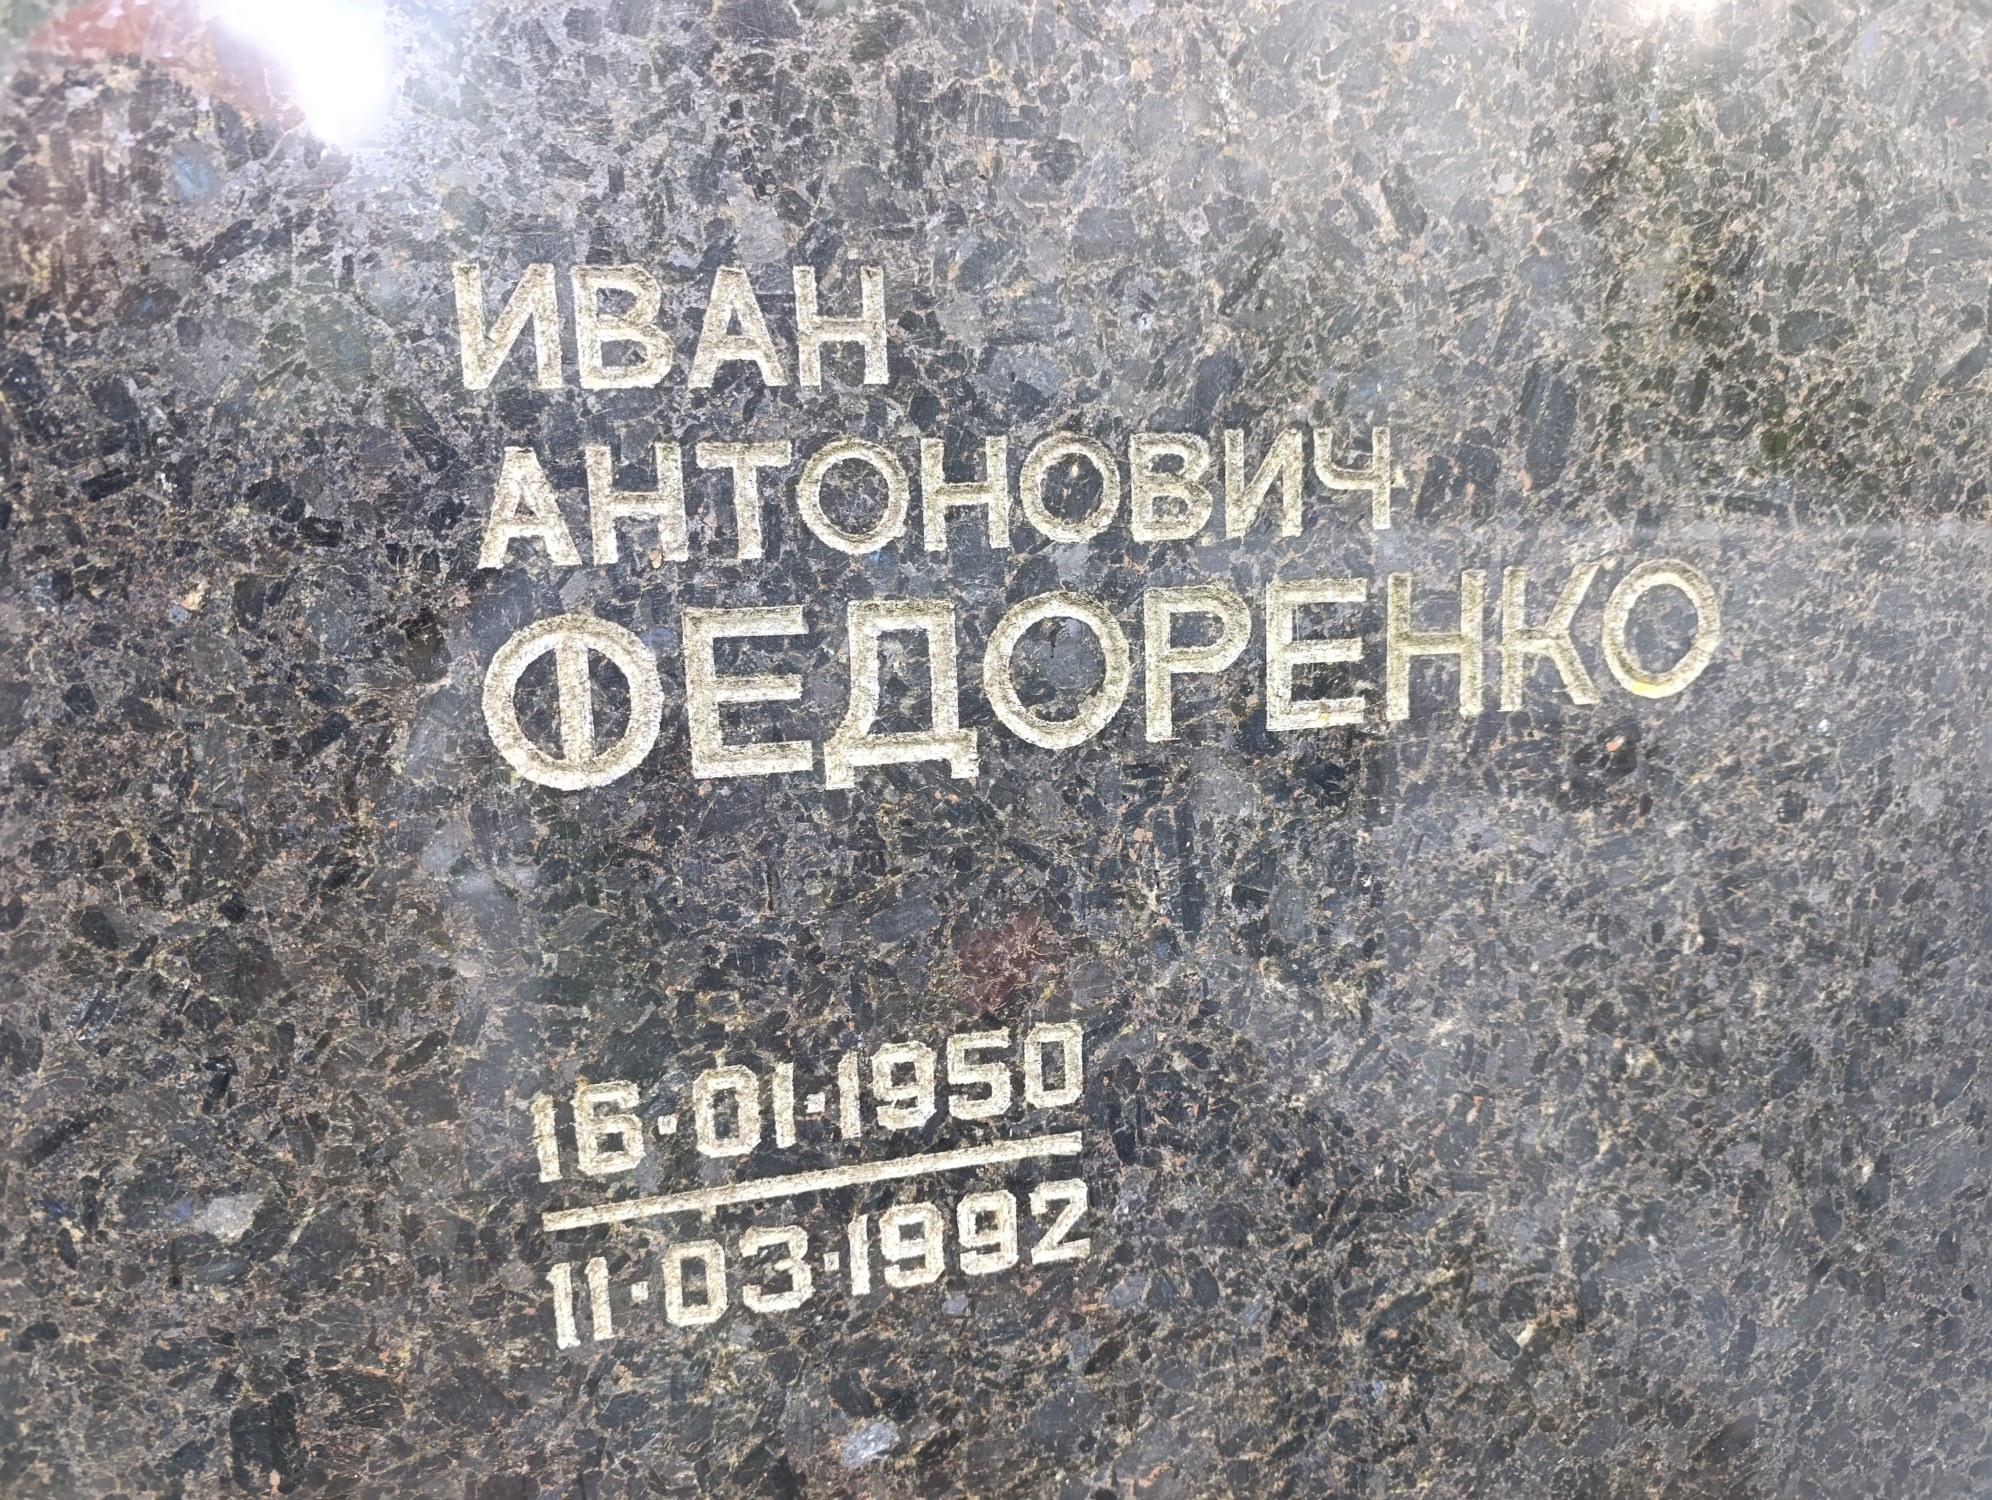 ИВАН
АНТОНОВИЧ
ФЕДОРЕНКО
16·01·1950
11·03·1992